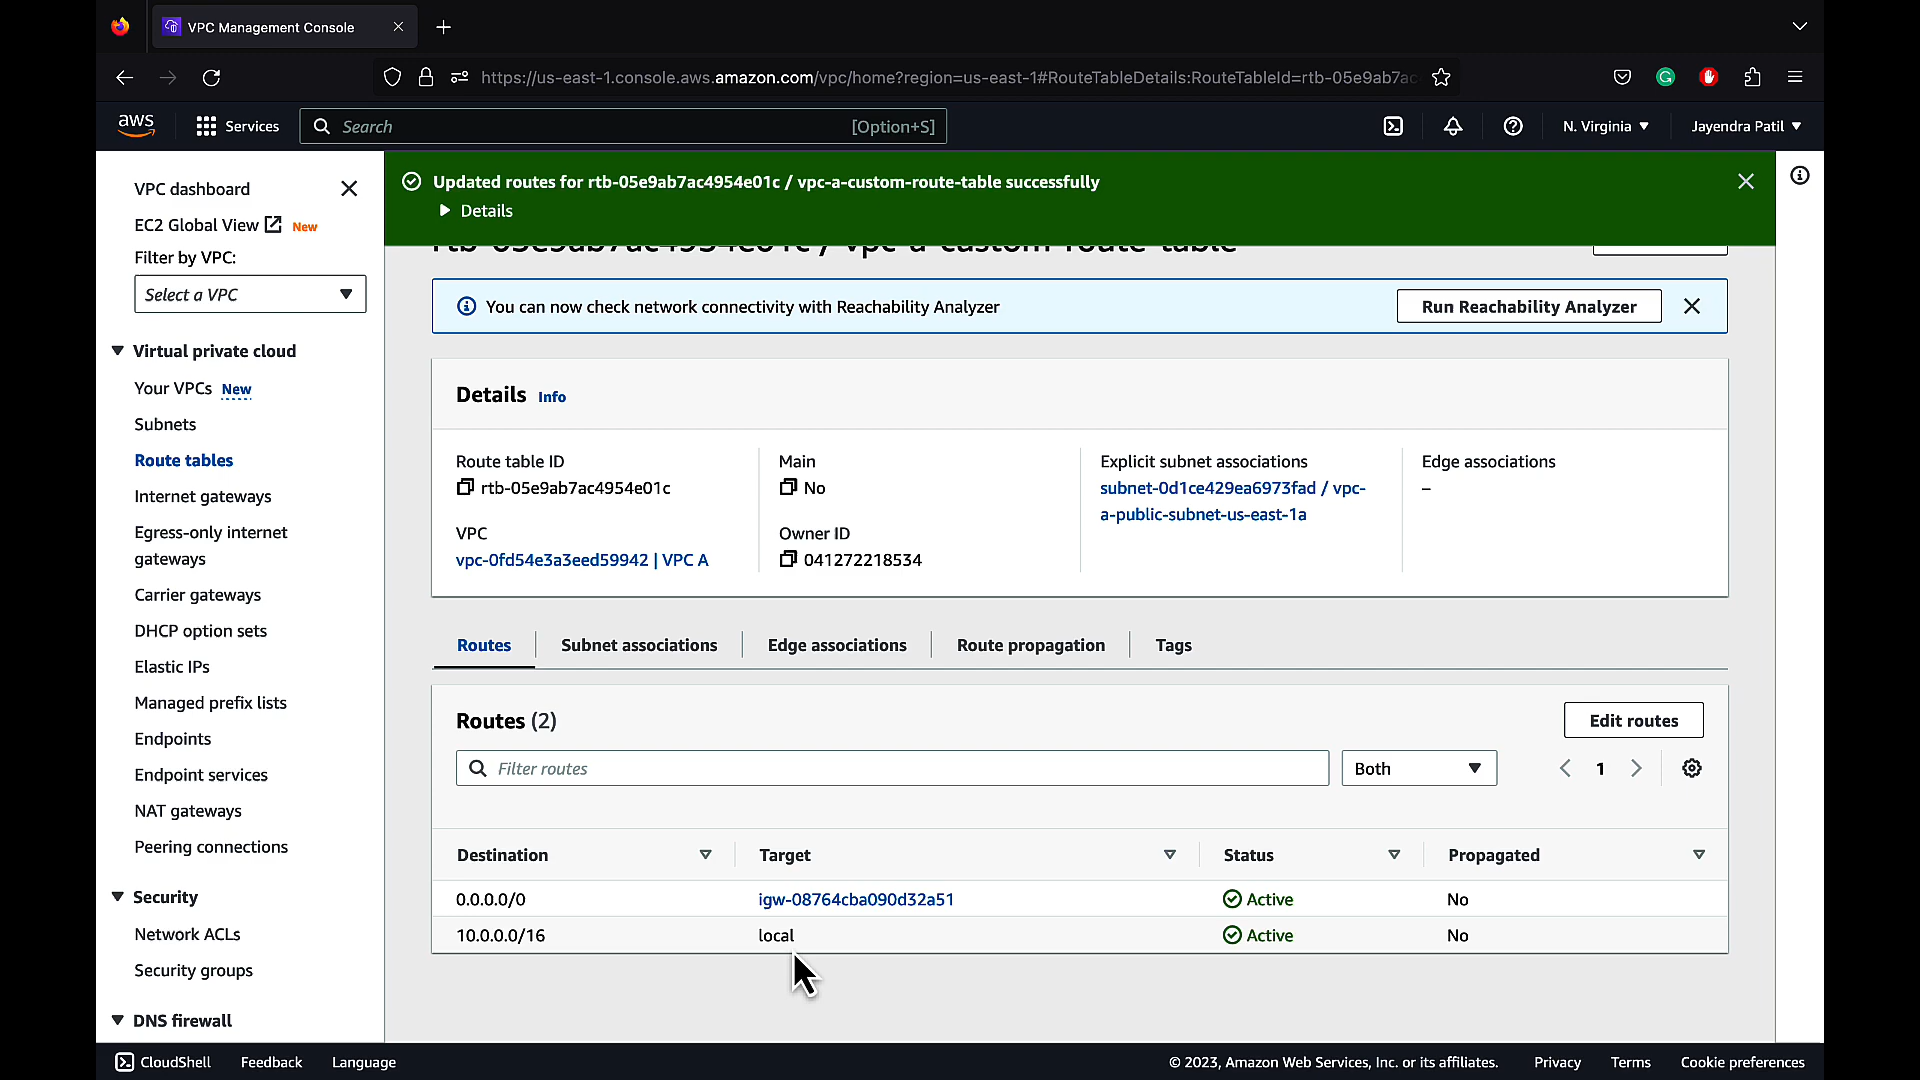 VPC Management Console
https://us-east-1.console.aws.amazon.com/vpc/home?region=us-east-1#RouteTableDetails:RouteTableId=rtb-05e9ab7ac
aws
Services
Search
[Option+S]
N. Virginia
Jayendra Patil
VPC dashboard
EC2 Global View New
Filter by VPC:
Select a VPC
Virtual private cloud
Your VPCs New
Subnets
Route tables
Internet gateways
Egress-only internet
gateways
Carrier gateways
DHCP option sets
Elastic IPs
Managed prefix lists
Endpoints
Endpoint services
NAT gateways
Peering connections
Security
Network ACLs
Security groups
DNS firewall
Updated routes for rtb-05e9ab7ac4954e01c / vpc-a-custom-route-table successfully
Details
rtb-05e9ab7ac4954e01c / vpc-a-custom-route-table
You can now check network connectivity with Reachability Analyzer
Run Reachability Analyzer
Details Info
Route table ID
rtb-05e9ab7ac4954e01c
VPC
vpc-0fd54e3a3eed59942 | VPC A
Main
No
Owner ID
041272218534
Explicit subnet associations
subnet-0d1ce429ea6973fad / vpc-
a-public-subnet-us-east-1a
Edge associations
–
Routes
Subnet associations
Edge associations
Route propagation
Tags
Routes (2)
Edit routes
Filter routes
Both
1
Destination Target Status Propagated
0.0.0.0/0 igw-08764cba090d32a51 Active No
10.0.0.0/16 local Active No
CloudShell
Feedback
Language
© 2023, Amazon Web Services, Inc. or its affiliates.
Privacy
Terms
Cookie preferences